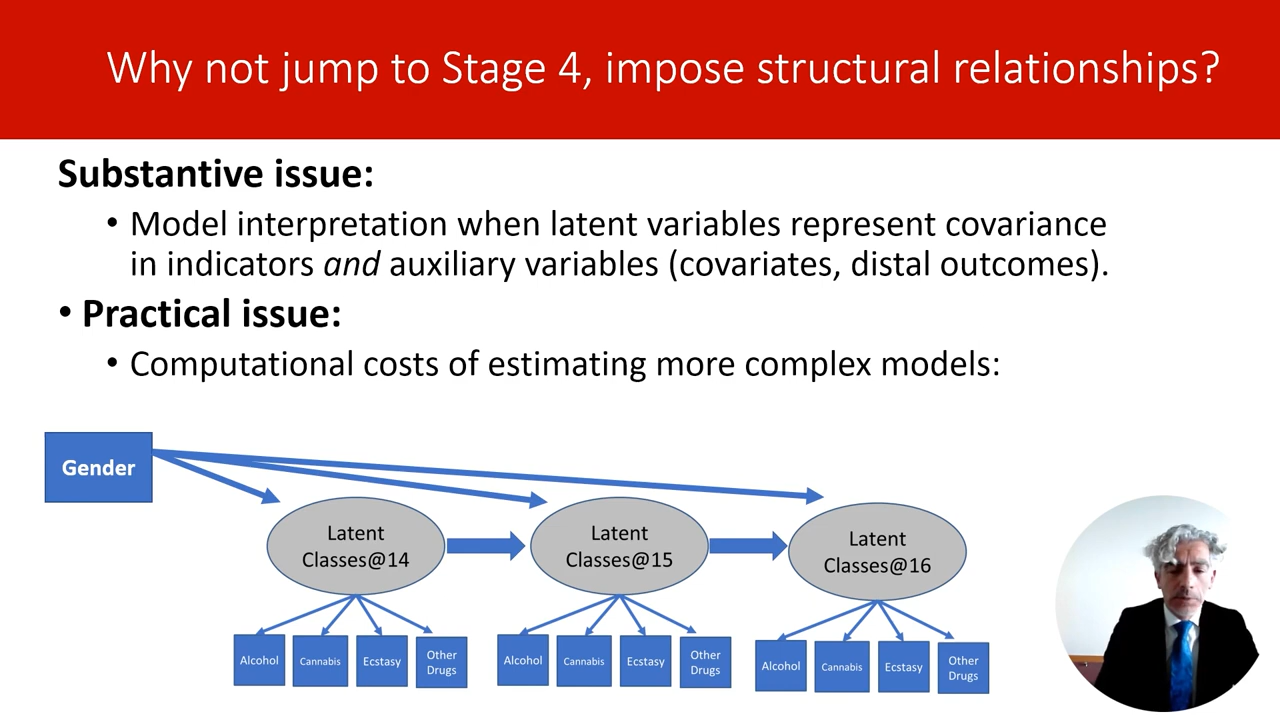 Why not jump to Stage 4, impose structural relationships?
Substantive issue:
• Model interpretation when latent variables represent covariance
in indicators and auxiliary variables (covariates, distal outcomes).
• Practical issue:
• Computational costs of estimating more complex models:
Gender
Latent
Classes@14
Latent
Classes@15
Latent
Classes@16
Alcohol
Cannabis
Ecstasy
Other
Drugs
Alcohol
Cannabis
Ecstasy
Other
Drugs
Alcohol
Cannabis
Ecstasy
Other
Drugs